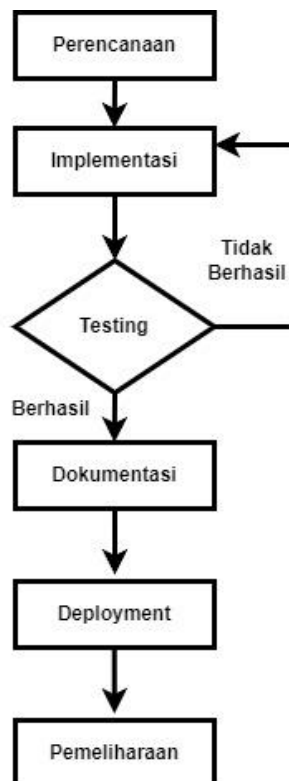 Perencanaan
Implementasi
Tidak
Berhasil
Testing
Berhasil
Dokumentasi
Deployment
Pemeliharaan